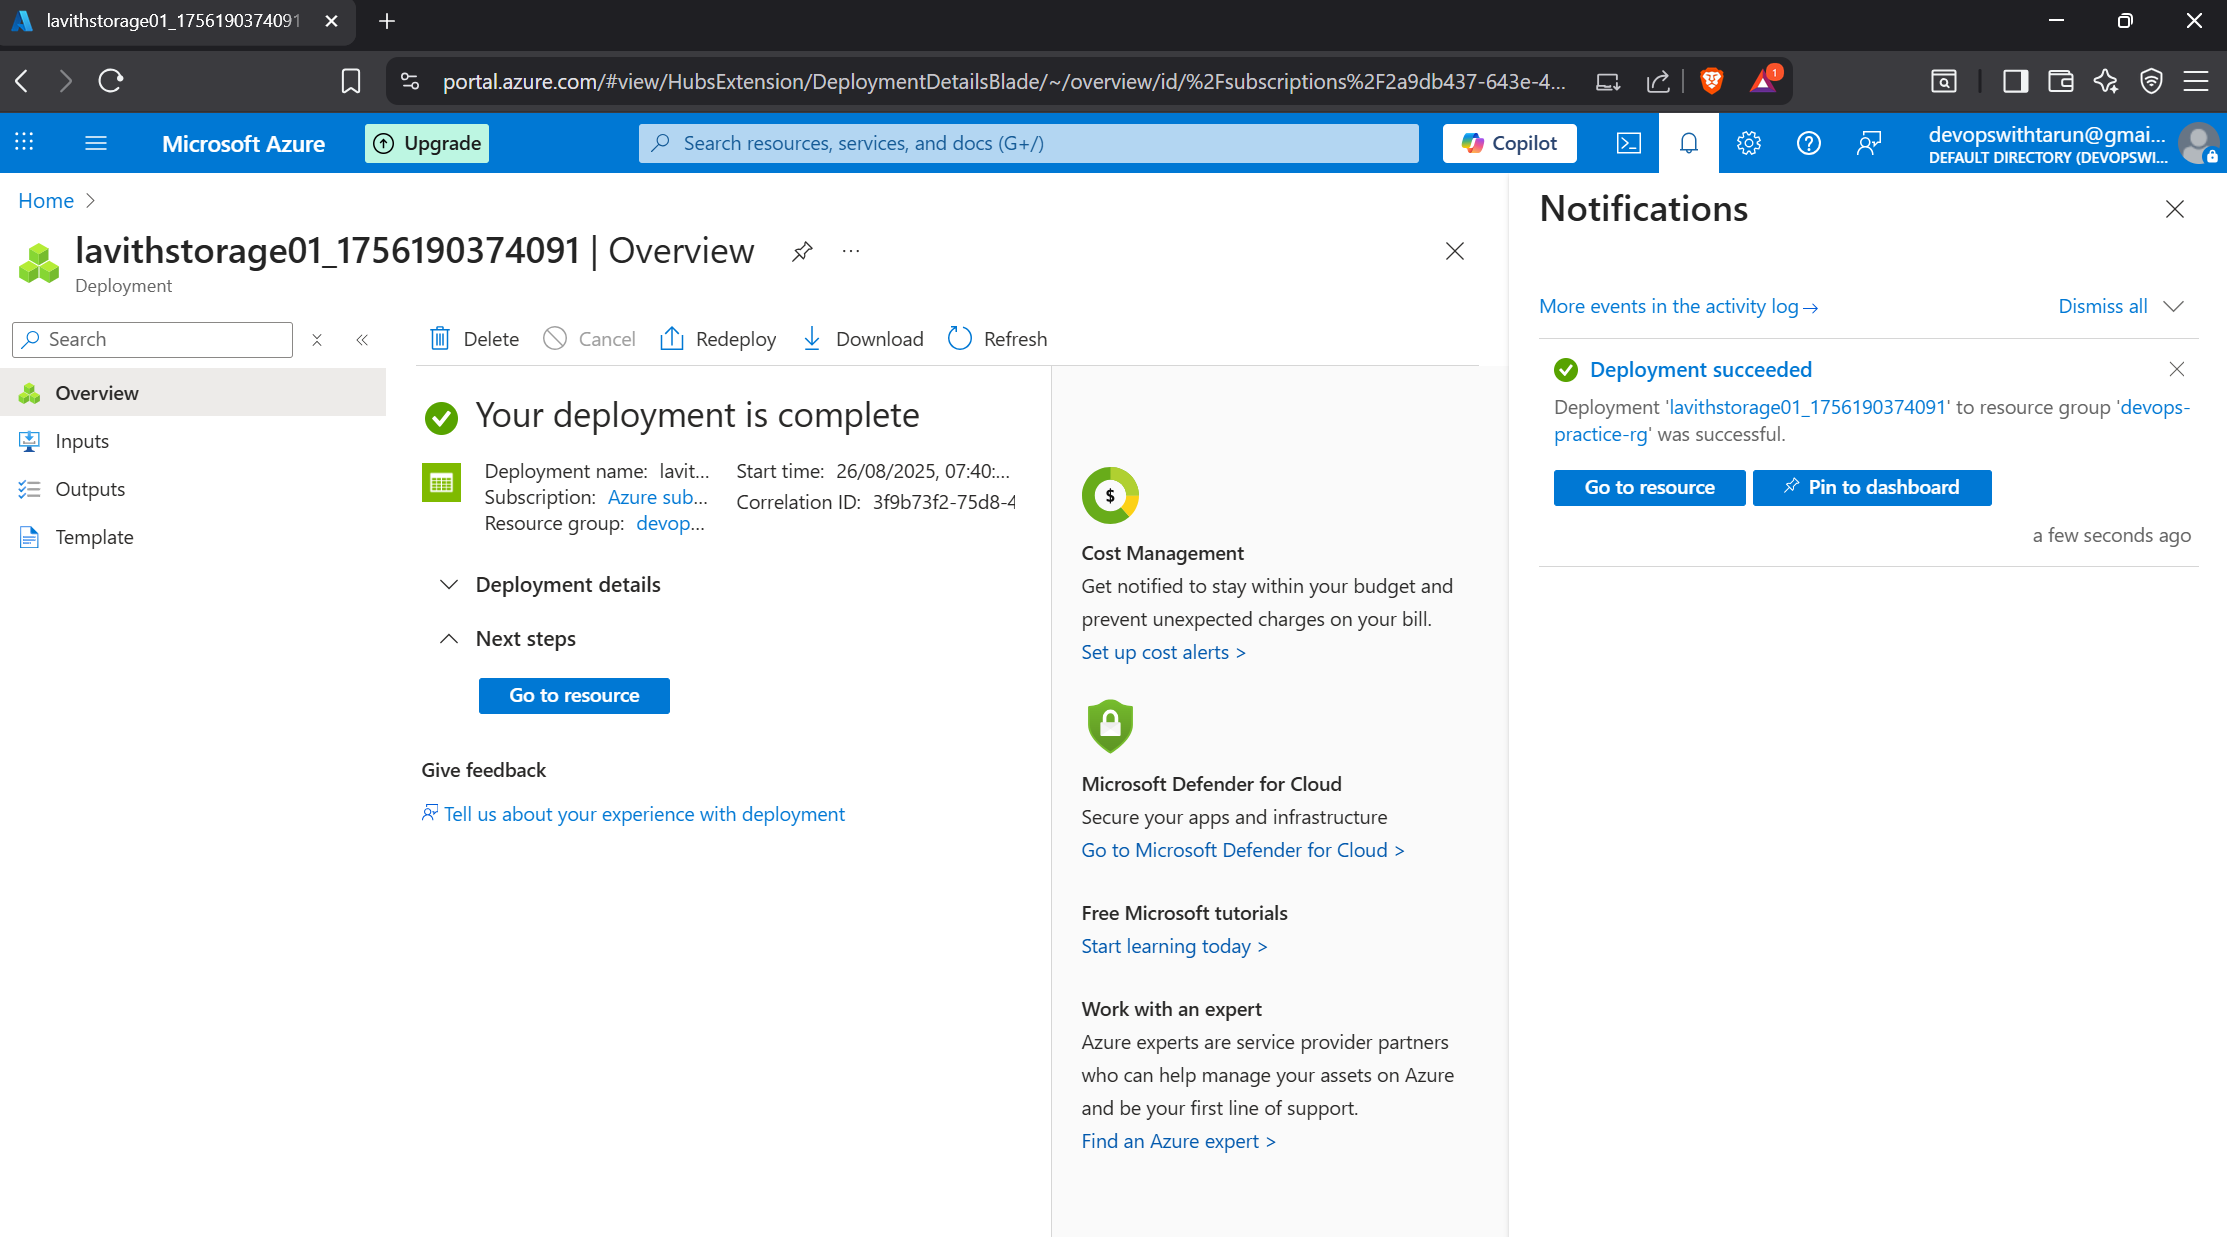 lavithstorage01_1756190374091
portal.azure.com/#view/HubsExtension/DeploymentDetailsBlade/~/overview/id/%2Fsubscriptions%2F2a9db437-643e-4...
1
Microsoft Azure
Upgrade
Search resources, services, and docs (G+/)
Copilot
devopswithtarun@gmai...
DEFAULT DIRECTORY (DEVOPSWI...
Home
lavithstorage01_1756190374091 | Overview
...
Deployment
Search
Overview
Inputs
Outputs
Template
Delete
Cancel
Redeploy
Download
Refresh
Your deployment is complete
Deployment name: lavit...
Subscription: Azure sub...
Resource group: devop...
Start time: 26/08/2025, 07:40:...
Correlation ID: 3f9b73f2-75d8-4
Deployment details
Next steps
Go to resource
Give feedback
Tell us about your experience with deployment
$
Cost Management
Get notified to stay within your budget and
prevent unexpected charges on your bill.
Set up cost alerts >
Microsoft Defender for Cloud
Secure your apps and infrastructure
Go to Microsoft Defender for Cloud >
Free Microsoft tutorials
Start learning today >
Work with an expert
Azure experts are service provider partners
who can help manage your assets on Azure
and be your first line of support.
Find an Azure expert >
Notifications
More events in the activity log→
Dismiss all
Deployment succeeded
Deployment 'lavithstorage01_1756190374091' to resource group 'devops-
practice-rg' was successful.
Go to resource
Pin to dashboard
a few seconds ago